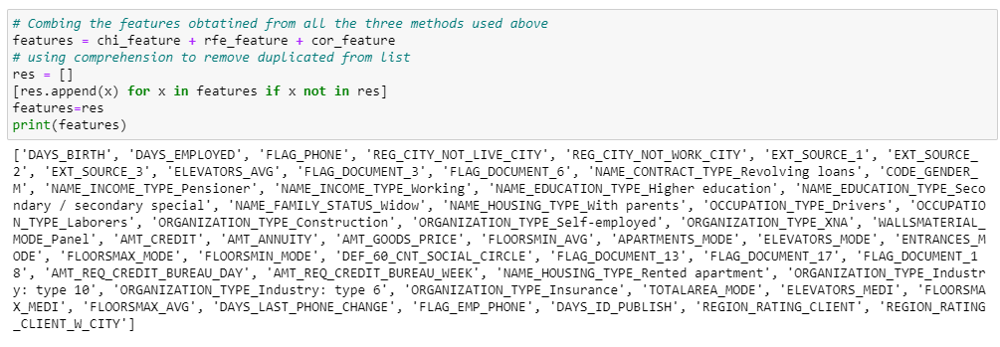 # Combing the features obtatined from all the three methods used above
features = chi_feature + rfe_feature + cor_feature
# using comprehension to remove duplicated from list
res = []
[res.append(x) for x in features if x not in res]
features=res
print(features)
['DAYS_BIRTH', 'DAYS_EMPLOYED', 'FLAG_PHONE', 'REG_CITY_NOT_LIVE_CITY', 'REG_CITY_NOT_WORK_CITY', 'EXT_SOURCE_1', 'EXT_SOURCE_
2', 'EXT_SOURCE_3', 'ELEVATORS_AVG', 'FLAG_DOCUMENT_3', 'FLAG_DOCUMENT_6', 'NAME_CONTRACT_TYPE_Revolving loans', 'CODE_GENDER_
M', 'NAME_INCOME_TYPE_Pensioner', 'NAME_INCOME_TYPE_Working', 'NAME_EDUCATION_TYPE_Higher education', 'NAME_EDUCATION_TYPE_Seco
ndary / secondary special', 'NAME_FAMILY_STATUS_Widow', 'NAME_HOUSING_TYPE_With parents', 'OCCUPATION_TYPE_Drivers', 'OCCUPATIO
N_TYPE_Laborers', 'ORGANIZATION_TYPE_Construction', 'ORGANIZATION_TYPE_Self-employed', 'ORGANIZATION_TYPE_XNA', 'WALLSMATERIAL_
MODE_Panel', 'AMT_CREDIT', 'AMT_ANNUITY', 'AMT_GOODS_PRICE', 'FLOORSMIN_AVG', 'APARTMENTS_MODE', 'ELEVATORS_MODE', 'ENTRANCES_M
ODE', 'FLOORSMAX_MODE', 'FLOORSMIN_MODE', 'DEF_60_CNT_SOCIAL_CIRCLE', 'FLAG_DOCUMENT_13', 'FLAG_DOCUMENT_17', 'FLAG_DOCUMENT_1
8', 'AMT_REQ_CREDIT_BUREAU_DAY', 'AMT_REQ_CREDIT_BUREAU_WEEK', 'NAME_HOUSING_TYPE_Rented apartment', 'ORGANIZATION_TYPE_Industr
y: type 10', 'ORGANIZATION_TYPE_Industry: type 6', 'ORGANIZATION_TYPE_Insurance', 'TOTALAREA_MODE', 'ELEVATORS_MEDI', 'FLOORSMA
X_MEDI', 'FLOORSMAX_AVG', 'DAYS_LAST_PHONE_CHANGE', 'FLAG_EMP_PHONE', 'DAYS_ID_PUBLISH', 'REGION_RATING_CLIENT', 'REGION_RATING
_CLIENT_W_CITY']